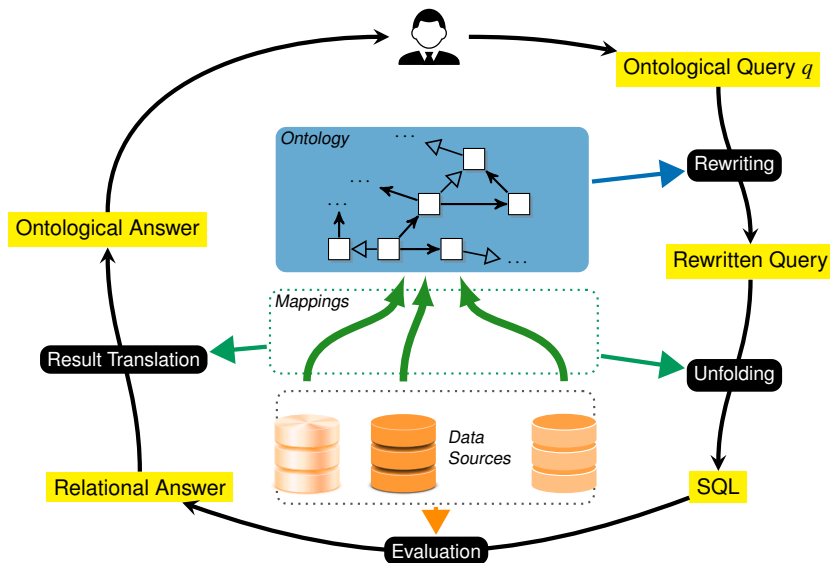 Ontological Query q
Ontology
. . .
. . .
Rewriting
. . .
Ontological Answer
. . .
Rewritten Query
Mappings
Result Translation
Unfolding
Data
Sources
Relational Answer
SQL
Evaluation